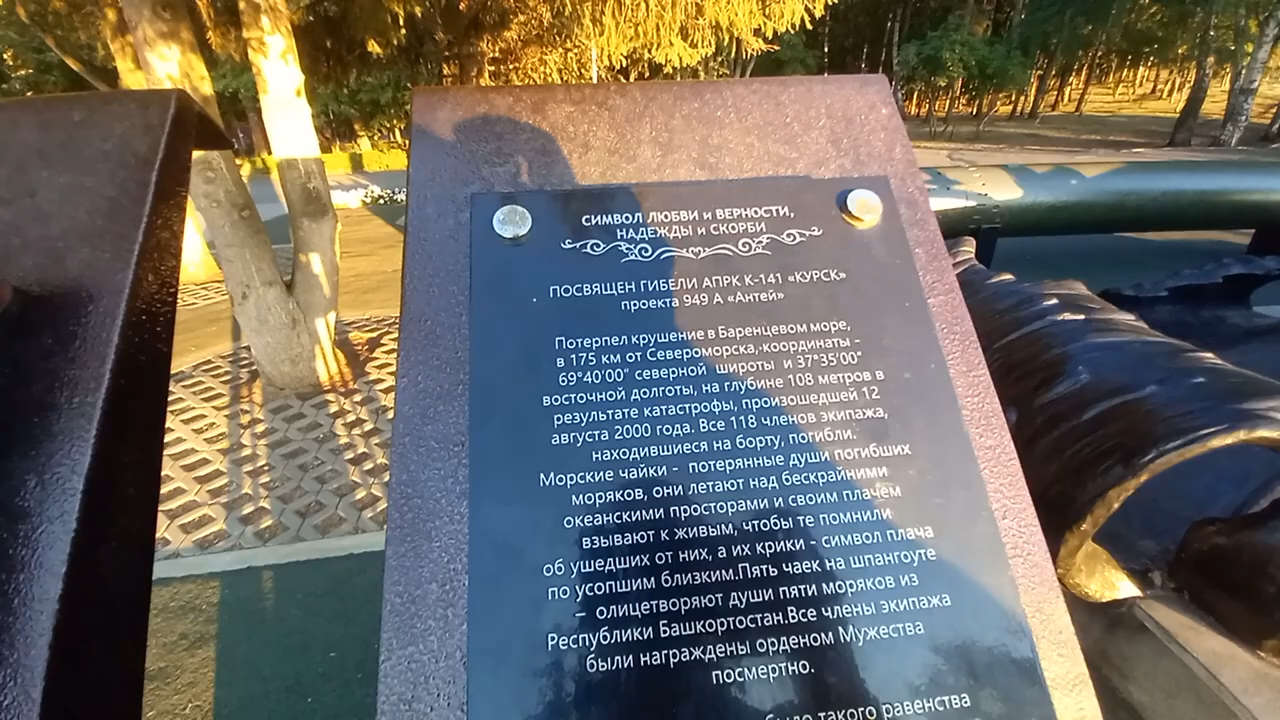 СИМВОЛ ЛЮБВИ и ВЕРНОСТИ,
НАДЕЖДЫ и СКОРБИ
ПОСВЯЩЕН ГИБЕЛИ АПРК К-141 «КУРСК»
проекта 949 А «Антей»
Потерпел крушение в Баренцевом море,
в 175 км от Североморска, координаты -
69°40'00" северной широты и 37°35'00"
восточной долготы, на глубине 108 метров в
результате катастрофы, произошедшей 12
августа 2000 года. Все 118 членов экипажа,
находившиеся на борту, погибли.
Морские чайки - потерянные души погибших
моряков, они летают над бескрайними
океанскими просторами и своим плачем
взывают к живым, чтобы те помнили
об ушедших от них, а их крики - символ плача
по усопшим близким.Пять чаек на шпангоуте
– олицетворяют души пяти моряков из
Республики Башкортостан.Все члены экипажа
были награждены орденом Мужества
посмертно.
было такого равенства